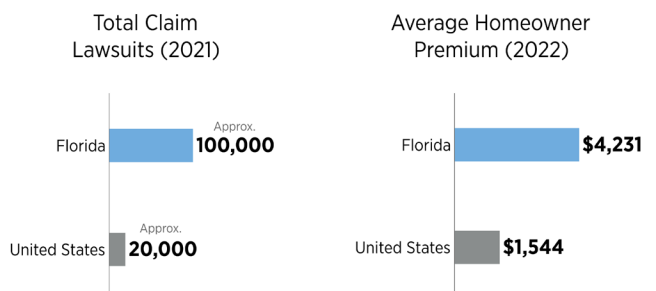 Total Claim
Lawsuits (2021)
Approx.
Florida 100,000
Approx.
United States 20,000
Average Homeowner
Premium (2022)
Florida $4,231
United States $1,544